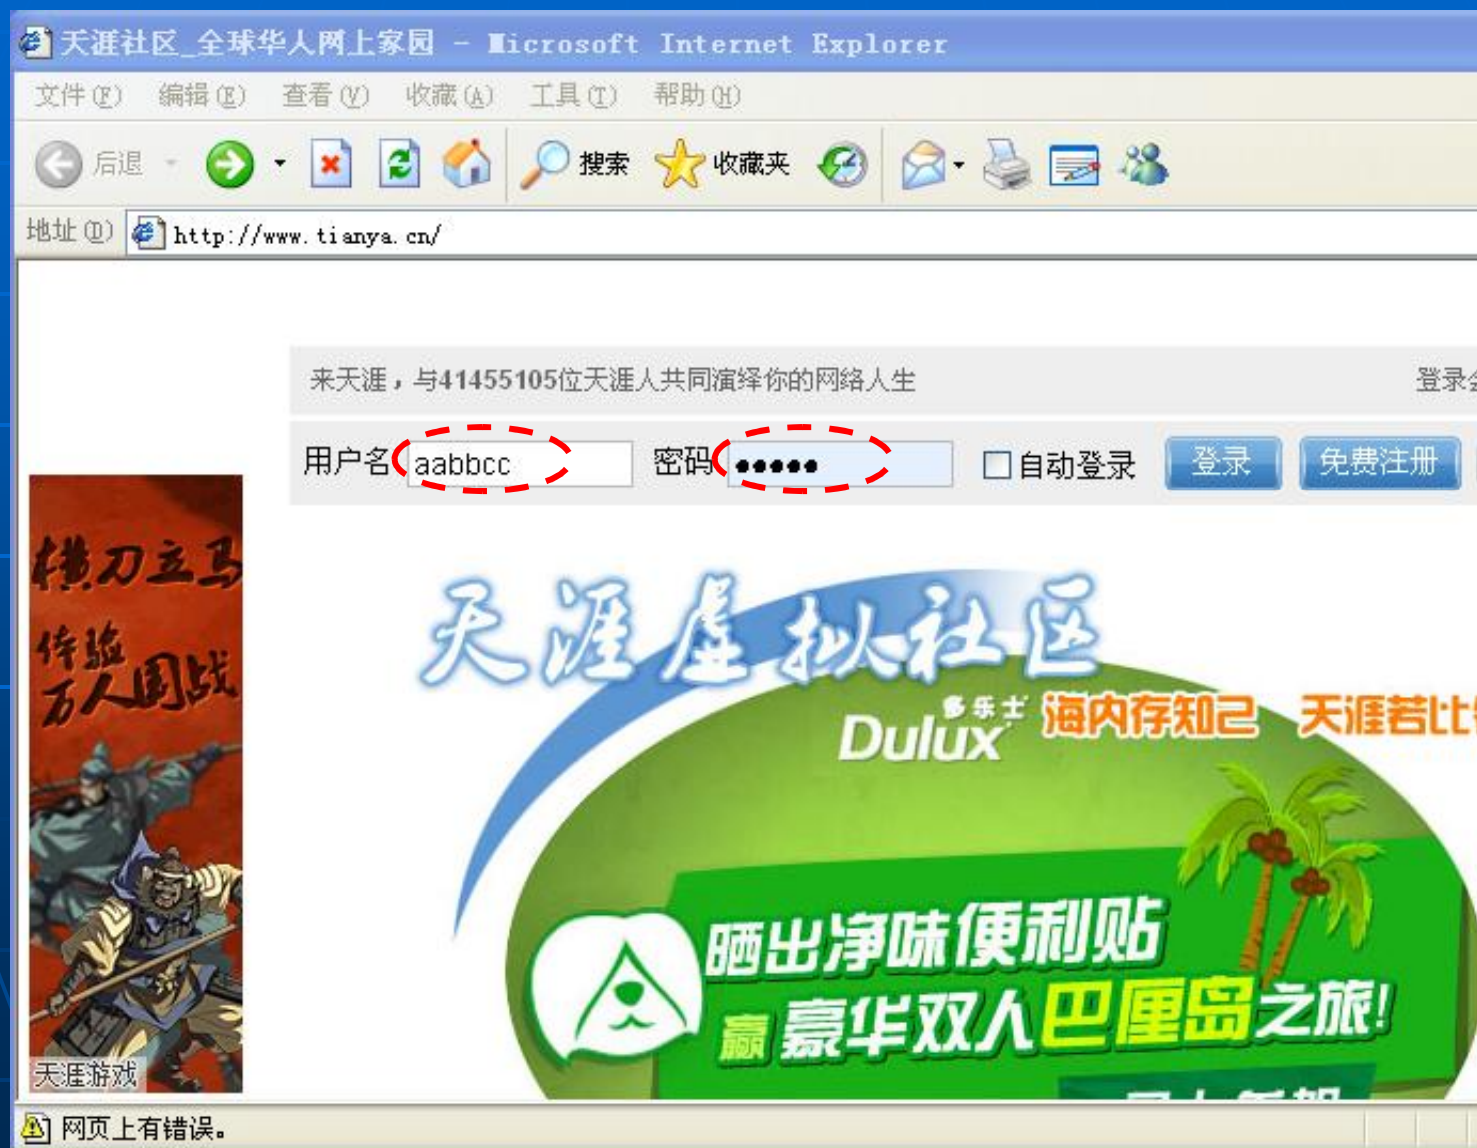 天涯社区_全球华人网上家园 - Microsoft Internet Explorer
文件(F) 编辑(E) 查看(V) 收藏(A) 工具(T) 帮助(H)
后退 搜索 收藏夹
地址(D) http://www.tianya.cn/
来天涯，与41455105位天涯人共同演绎你的网络人生 登录
用户名 aabbcc 密码 ●●●●● 自动登录 登录 免费注册
横刀立马
体验
万人国战
天涯游戏
天涯虚拟社区
多乐士
Dulux 海内存知己 天涯若比
晒出净味便利贴
赢豪华双人巴厘岛之旅!
网页上有错误。